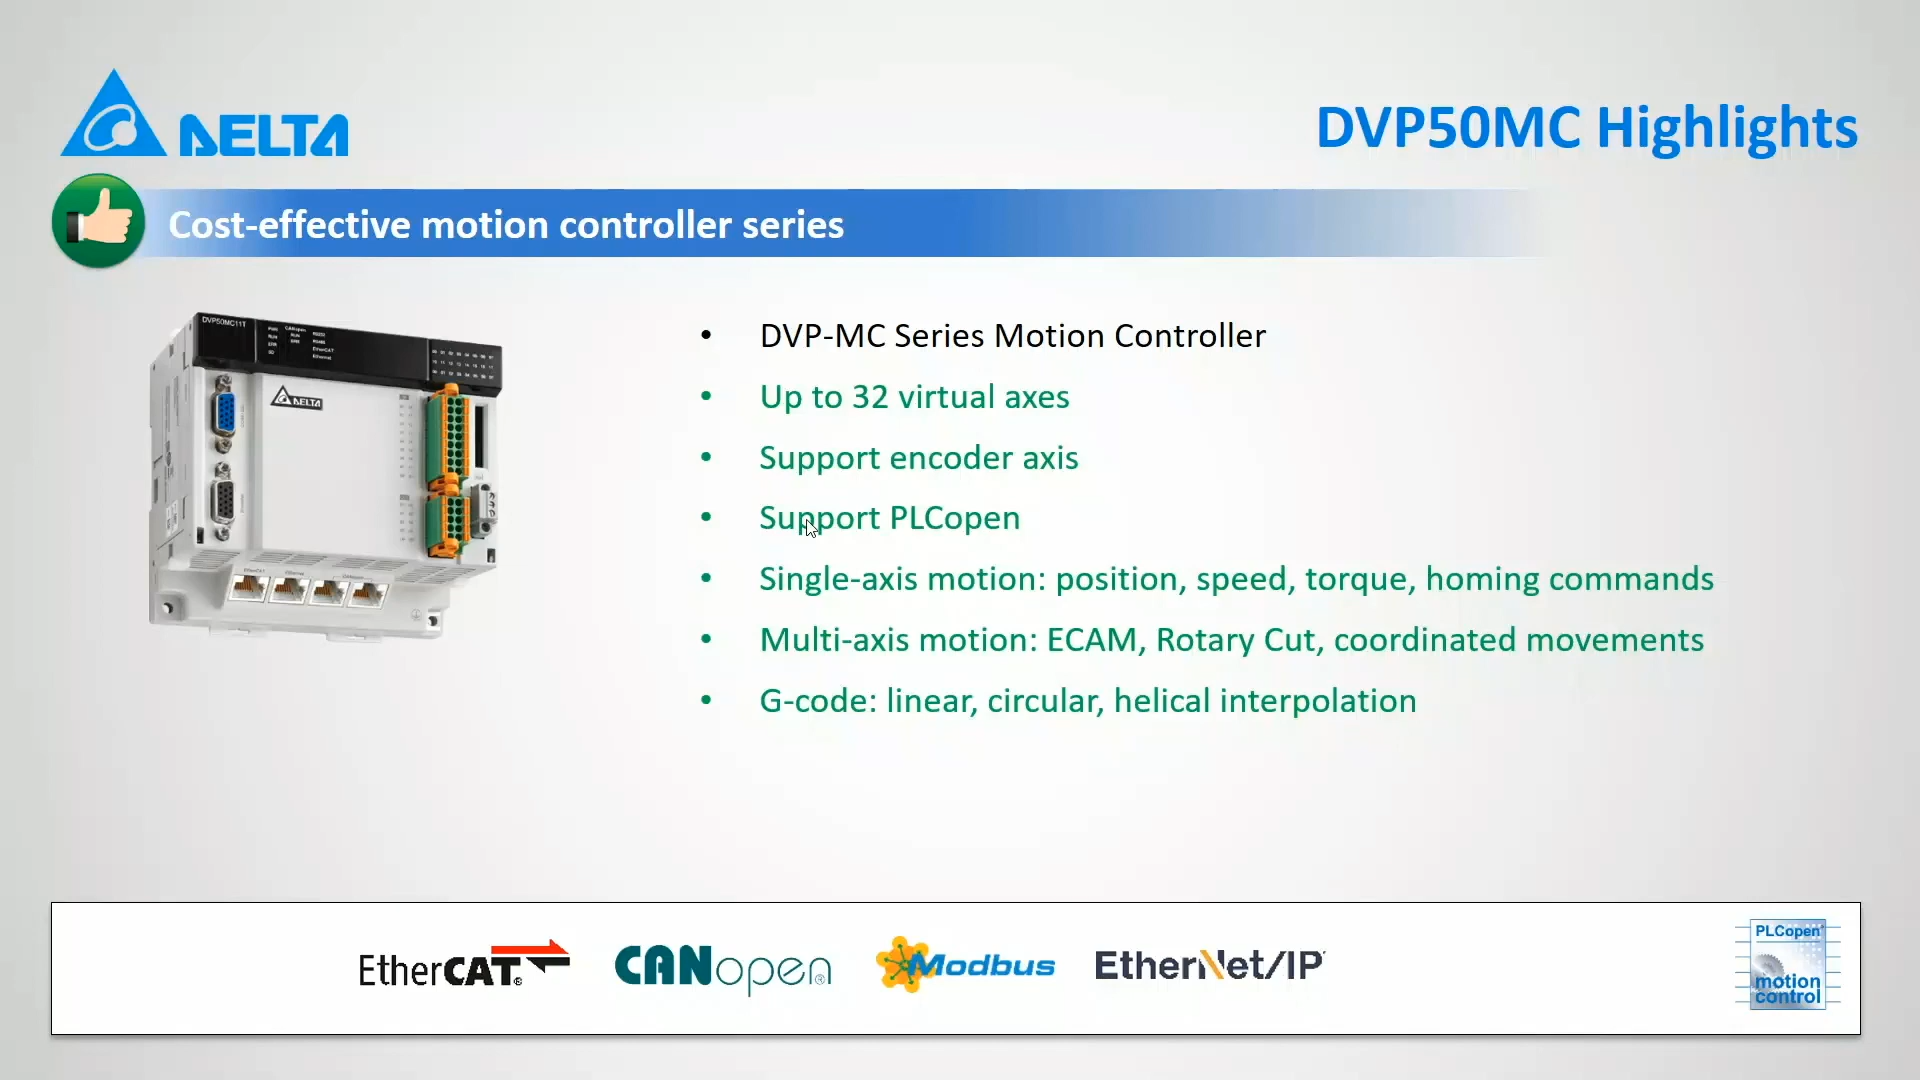 DELTA
DVP50MC Highlights
Cost-effective motion controller series
DVP50MC11T
DELTA
• DVP-MC Series Motion Controller
• Up to 32 virtual axes
• Support encoder axis
• Support PLCopen
• Single-axis motion: position, speed, torque, homing commands
• Multi-axis motion: ECAM, Rotary Cut, coordinated movements
• G-code: linear, circular, helical interpolation
EtherCAT®
CANopen®
Modbus
EtherNet/IP
PLCopen
motion
control